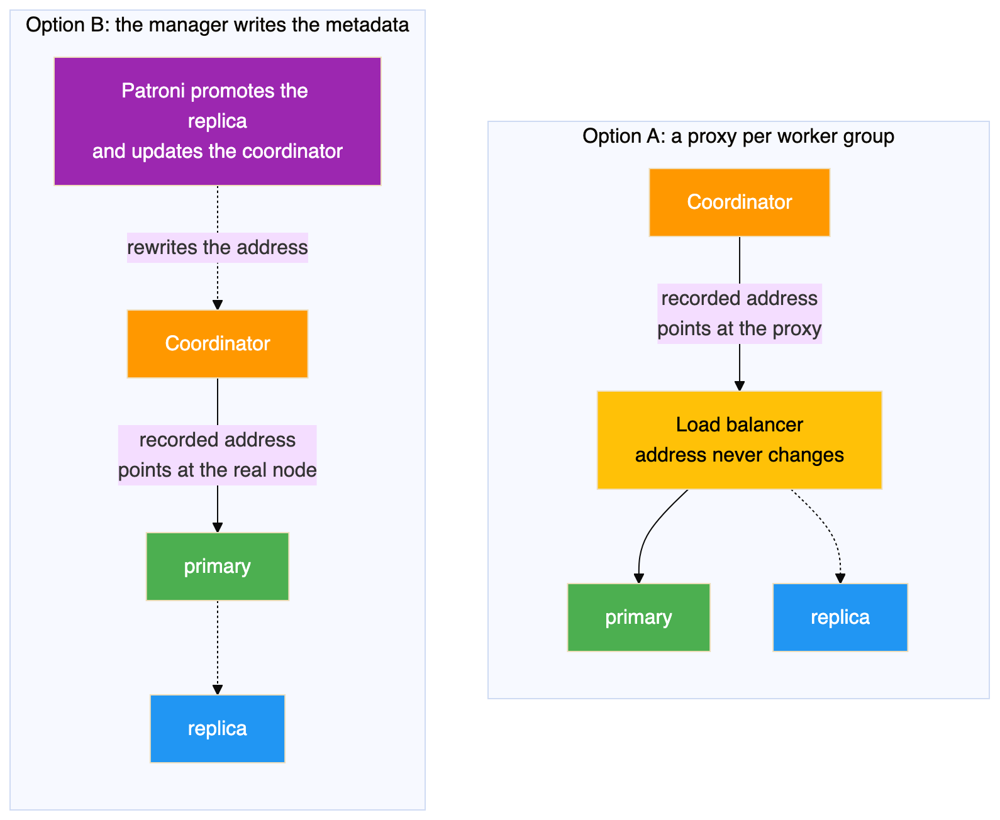 Option B: the manager writes the metadata
Patroni promotes the
replica
and updates the coordinator
rewrites the address
Coordinator
recorded address
points at the real node
primary
replica
Option A: a proxy per worker group
Coordinator
recorded address
points at the proxy
Load balancer
address never changes
primary
replica